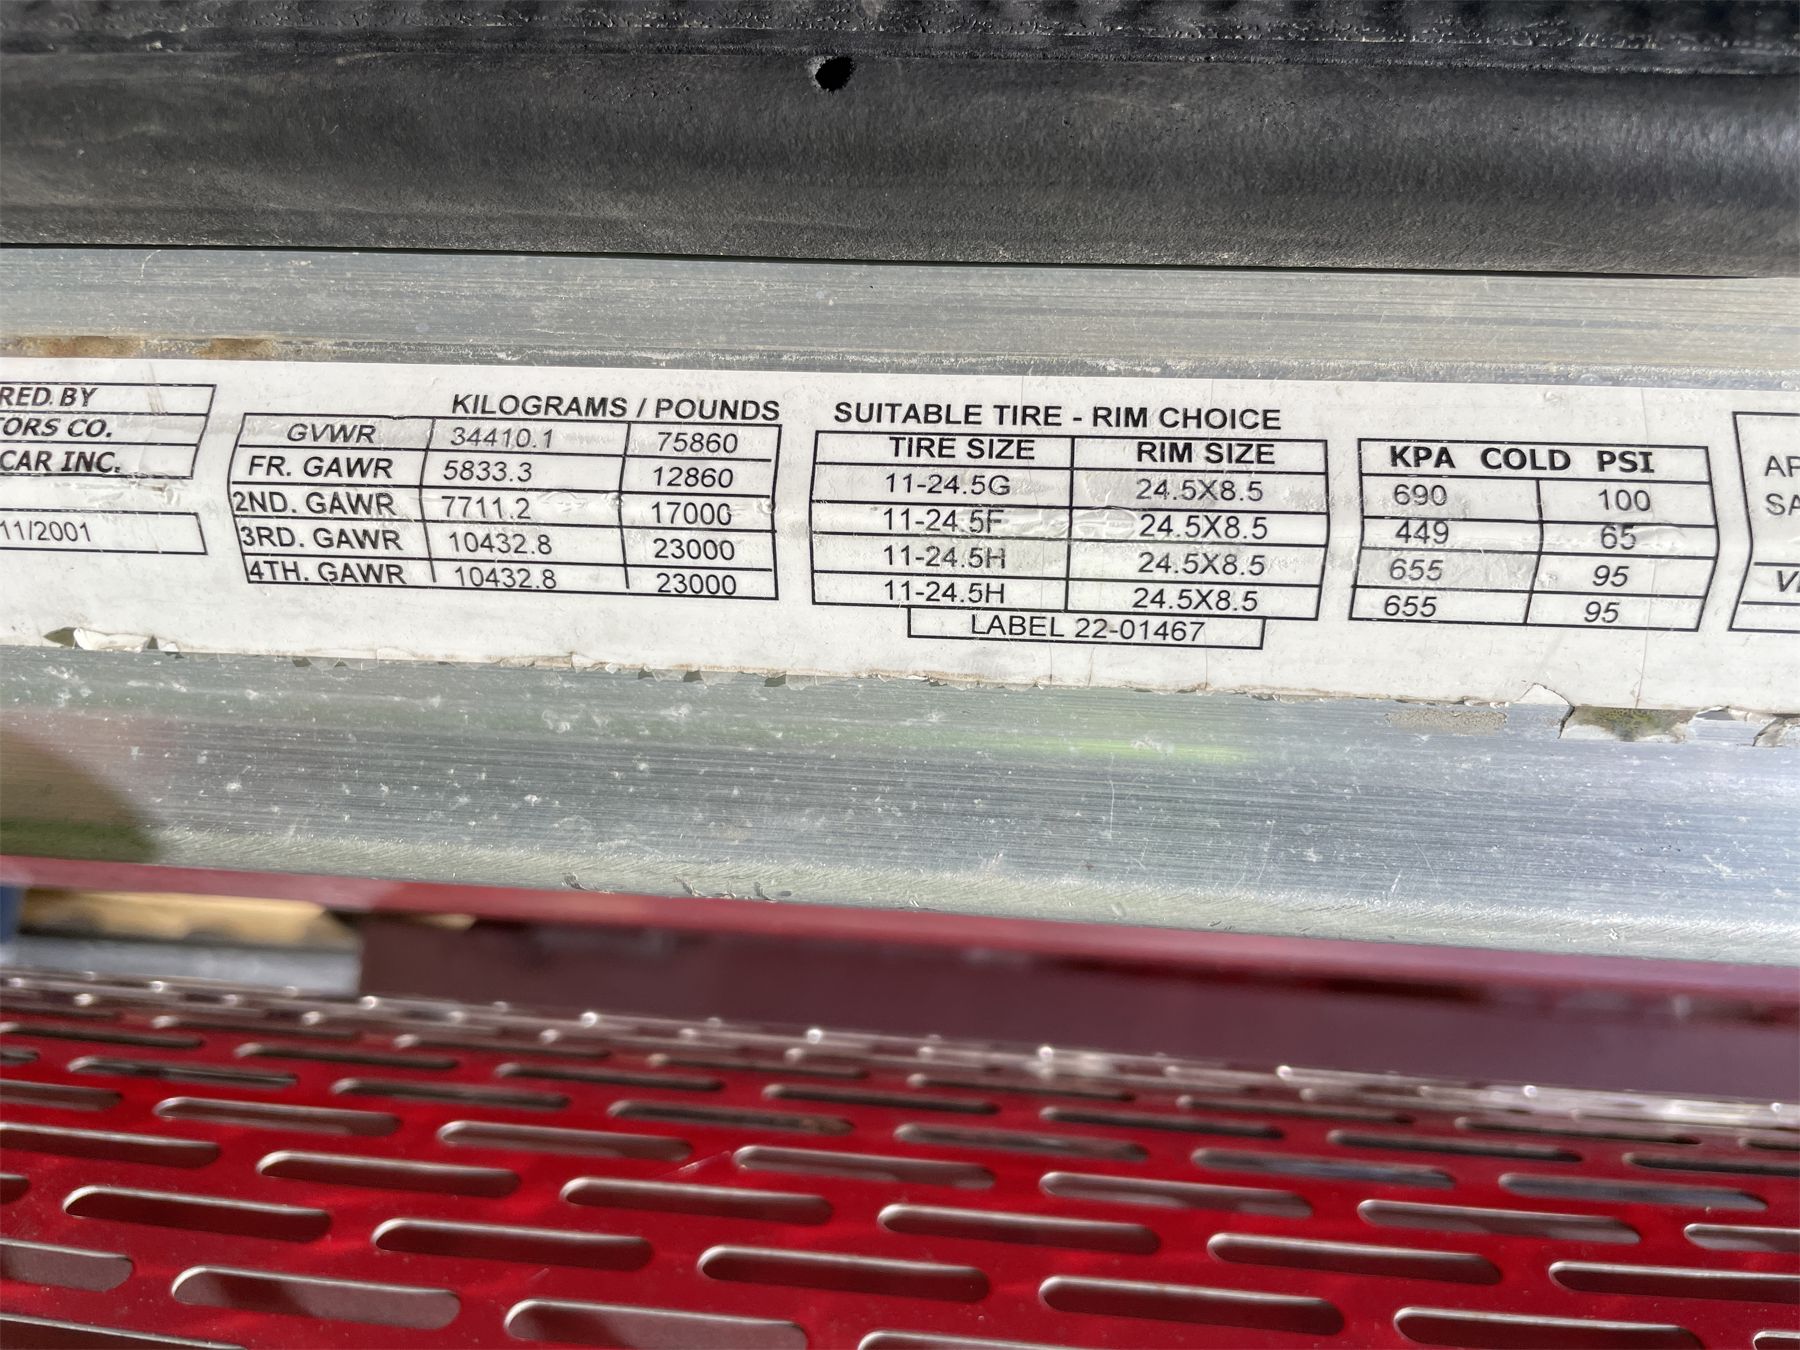 RED BY
TORS CO.
CAR INC.
11/2001
KILOGRAMS / POUNDS
GVWR 34410.1 75860
FR. GAWR 5833.3 12860
2ND. GAWR 7711.2 17000
3RD. GAWR 10432.8 23000
4TH. GAWR 10432.8 23000
SUITABLE TIRE - RIM CHOICE
TIRE SIZE RIM SIZE
11-24.5G 24.5X8.5
11-24.5F 24.5X8.5
11-24.5H 24.5X8.5
11-24.5H 24.5X8.5
LABEL 22-01467
KPA COLD PSI
690 100
449 65
655 95
655 95
AP
SA